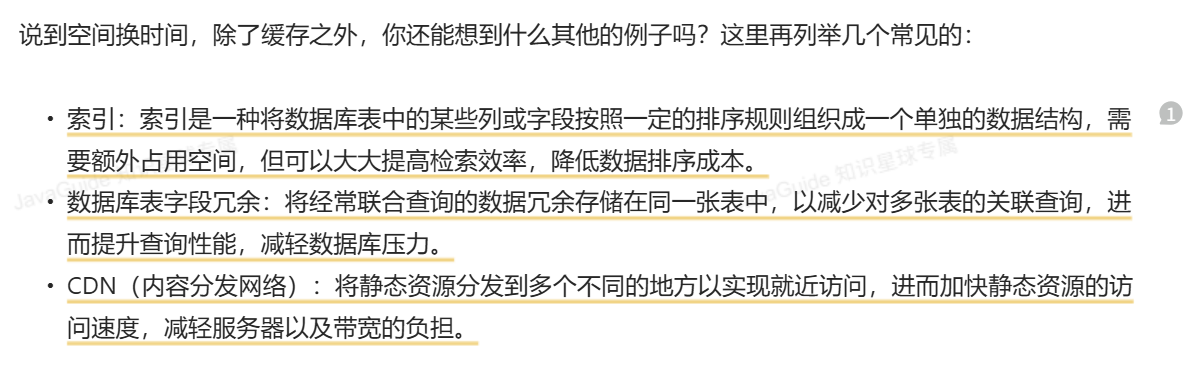 说到空间换时间，除了缓存之外，你还能想到什么其他的例子吗？这里再列举几个常见的：
• 索引：索引是一种将数据库表中的某些列或字段按照一定的排序规则组织成一个单独的数据结构，需
要额外占用空间，但可以大大提高检索效率，降低数据排序成本。
• 数据库表字段冗余：将经常联合查询的数据冗余存储在同一张表中，以减少对多张表的关联查询，进
而提升查询性能，减轻数据库压力。
• CDN（内容分发网络）：将静态资源分发到多个不同的地方以实现就近访问，进而加快静态资源的访
问速度，减轻服务器以及带宽的负担。
1
JavaGuide 知识星球专属
JavaGuide 知识星球专属